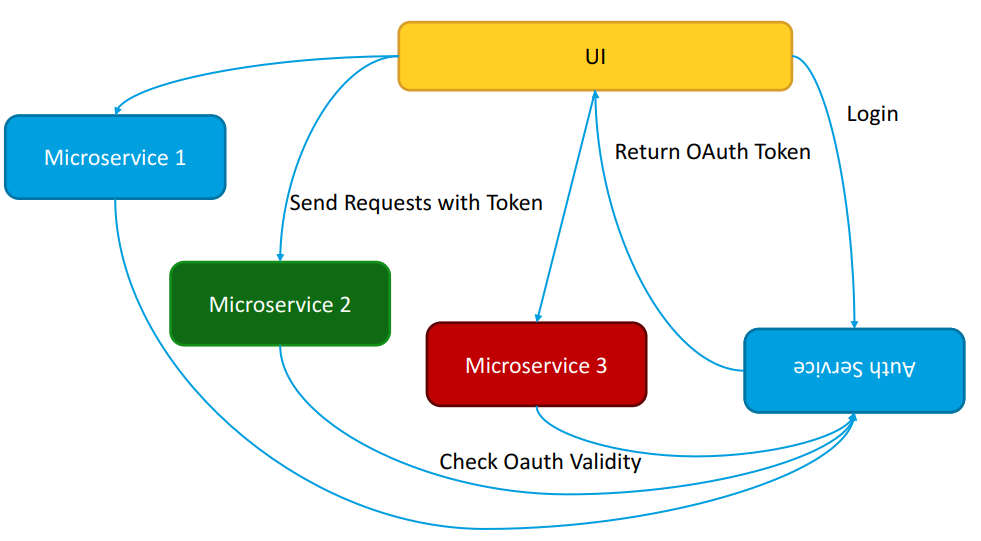 UI
Login
Return OAuth Token
Microservice 1
Send Requests with Token
Microservice 2
Microservice 3
Auth Service
Check Oauth Validity